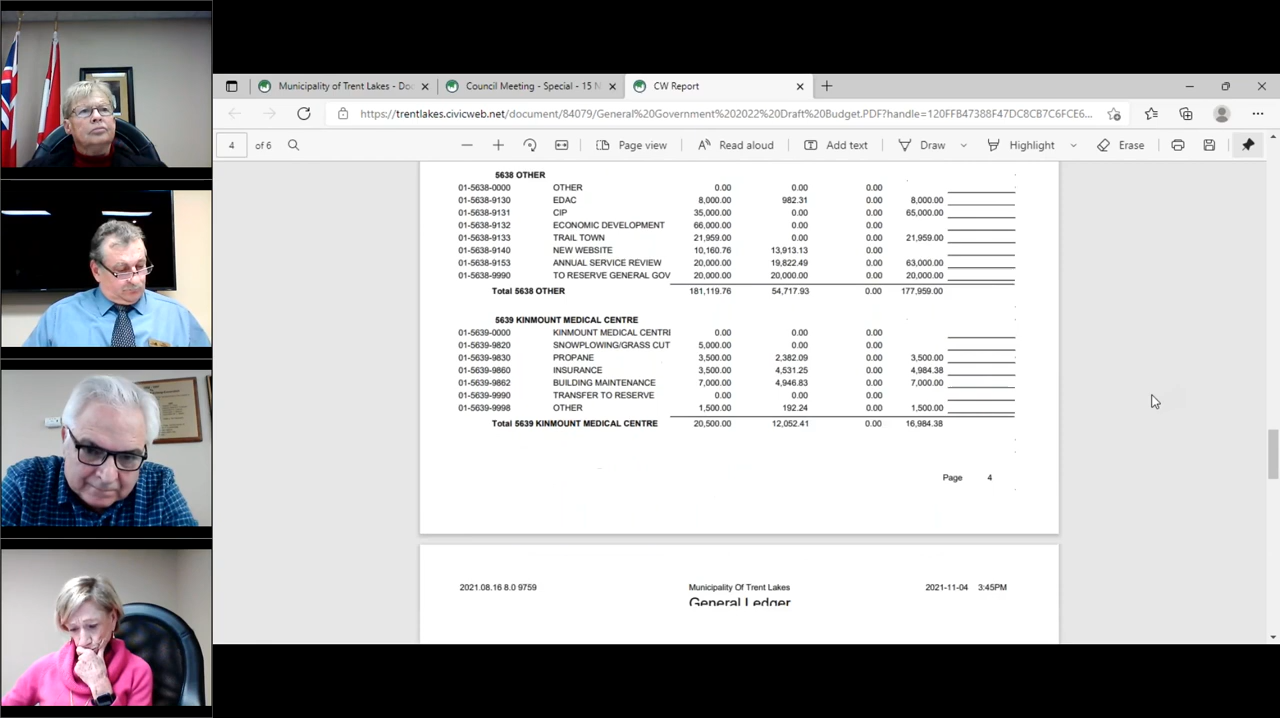 Municipality of Trent Lakes - Doc
Council Meeting - Special - 15 N
CW Report
https://trentlakes.civicweb.net/document/84079/General%20Government%202022%20Draft%20Budget.PDF?handle=120FFB47388F47DC8CB7C6FCE6...
4 of 6 Page view Read aloud Add text Draw Highlight Erase
5638 OTHER
01-5638-0000 OTHER 0.00 0.00 0.00
01-5638-9130 EDAC 8,000.00 982.31 0.00 8,000.00
01-5638-9131 CIP 35,000.00 0.00 0.00 65,000.00
01-5638-9132 ECONOMIC DEVELOPMENT 66,000.00 0.00 0.00
01-5638-9133 TRAIL TOWN 21,959.00 0.00 0.00 21,959.00
01-5638-9140 NEW WEBSITE 10,160.76 13,913.13 0.00
01-5638-9153 ANNUAL SERVICE REVIEW 20,000.00 19,822.49 0.00 63,000.00
01-5638-9990 TO RESERVE GENERAL GOV 20,000.00 20,000.00 0.00 20,000.00
Total 5638 OTHER 181,119.76 54,717.93 0.00 177,959.00
5639 KINMOUNT MEDICAL CENTRE
01-5639-0000 KINMOUNT MEDICAL CENTRI 0.00 0.00 0.00
01-5639-9820 SNOWPLOWING/GRASS CUT 5,000.00 0.00 0.00
01-5639-9830 PROPANE 3,500.00 2,382.09 0.00 3,500.00
01-5639-9860 INSURANCE 3,500.00 4,531.25 0.00 4,984.38
01-5639-9862 BUILDING MAINTENANCE 7,000.00 4,946.83 0.00 7,000.00
01-5639-9990 TRANSFER TO RESERVE 0.00 0.00 0.00
01-5639-9998 OTHER 1,500.00 192.24 0.00 1,500.00
Total 5639 KINMOUNT MEDICAL CENTRE 20,500.00 12,052.41 0.00 16,984.38
Page 4
2021.08.16 8.0 9759 Municipality Of Trent Lakes 2021-11-04 3:45PM
General Ledger